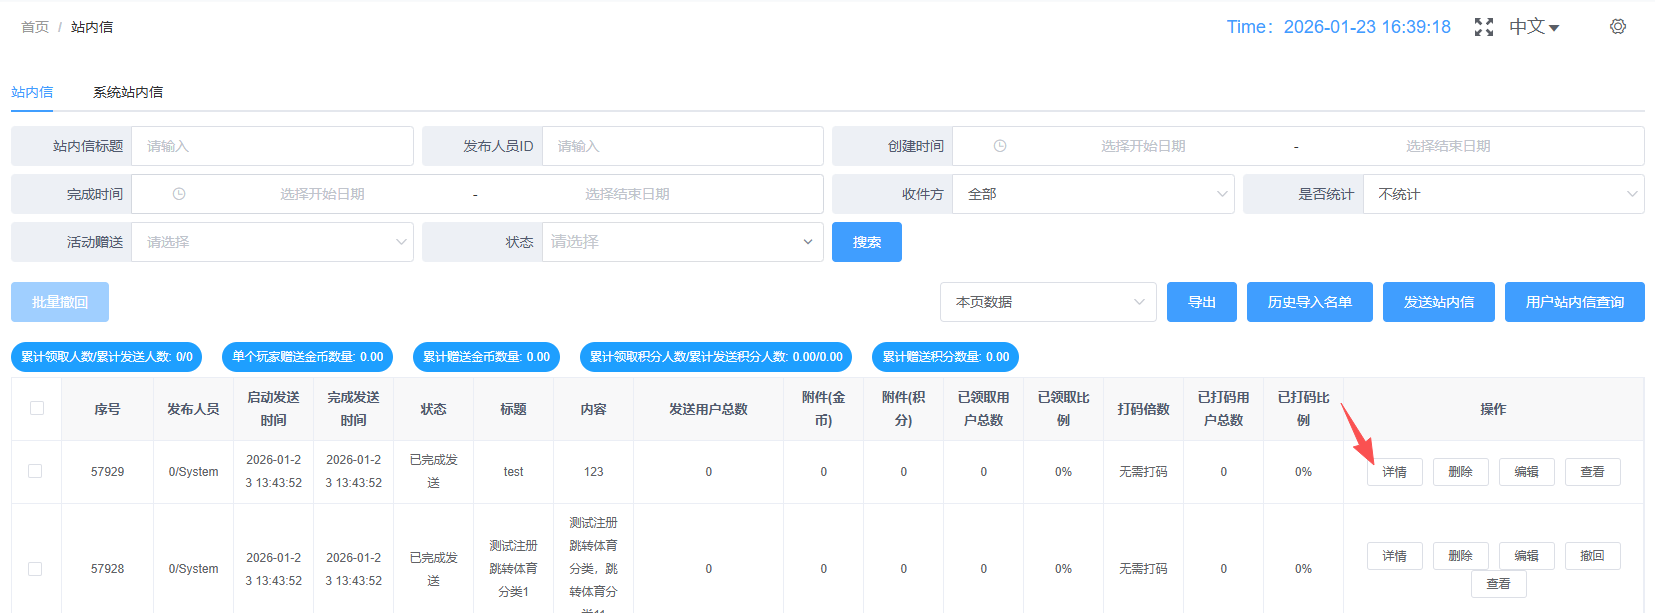 首页 / 站内信
Time：2026-01-23 16:39:18 中文
站内信 系统站内信
站内信标题 请输入 发布人员ID 请输入 创建时间 选择开始日期 - 选择结束日期
完成时间 选择开始日期 - 选择结束日期 收件方 全部 是否统计 不统计
活动赠送 请选择 状态 请选择 搜索
批量撤回 本页数据 导出 历史导入名单 发送站内信 用户站内信查询
累计领取人数/累计发送人数: 0/0 单个玩家赠送金币数量: 0.00 累计赠送金币数量: 0.00 累计领取积分人数/累计发送积分人数: 0.00/0.00 累计赠送积分数量: 0.00
序号 发布人员 启动发送时间 完成发送时间 状态 标题 内容 发送用户总数 附件(金币) 附件(积分) 已领取用户总数 已领取比例 打码倍数 已打码用户总数 已打码比例 操作
57929 0/System 2026-01-23 13:43:52 2026-01-23 13:43:52 已完成发送 test 123 0 0 0 0 0% 无需打码 0 0% 详情 删除 编辑 查看
57928 0/System 2026-01-23 13:43:52 2026-01-23 13:43:52 已完成发送 测试注册跳转体育分类1 测试注册跳转体育分类，跳转体育分 0 0 0 0 0% 无需打码 0 0% 详情 删除 编辑 撤回 查看